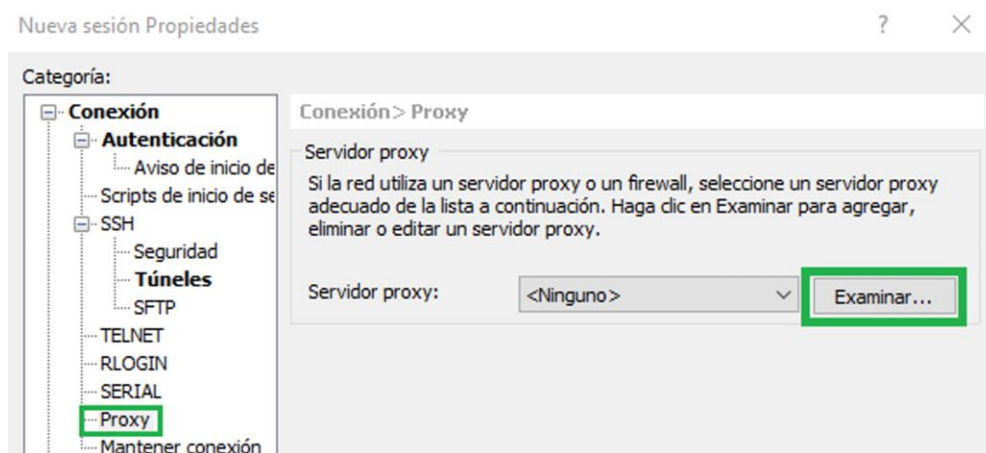 Nueva sesión Propiedades
?
Categoría:
Conexión
Autenticación
Aviso de inicio de
Scripts de inicio de se
SSH
Seguridad
Túneles
SFTP
TELNET
RLOGIN
SERIAL
Proxy
Mantener conexión
Conexión> Proxy
Servidor proxy
Si la red utiliza un servidor proxy o un firewall, seleccione un servidor proxy
adecuado de la lista a continuación. Haga clic en Examinar para agregar,
eliminar o editar un servidor proxy.
Servidor proxy:
<Ninguno>
Examinar...